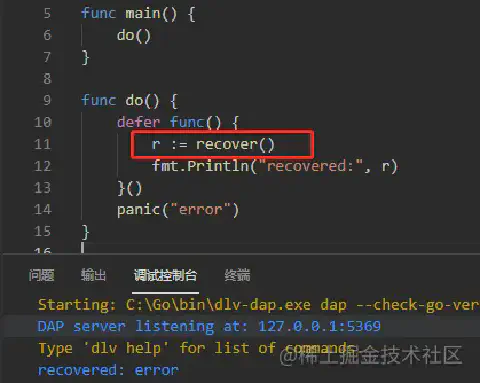 5 func main() {
6 do()
7 }
8
9 func do() {
10 defer func() {
11 r := recover()
12 fmt.Println("recovered:", r)
13 }()
14 panic("error")
15 }
16
问题 输出 调试控制台 终端
Starting: C:\Go\bin\dlv-dap.exe dap --check-go-ver
DAP server listening at: 127.0.0.1:5369
Type 'dlv help' for list of commands.
recovered: error
@稀土掘金技术社区